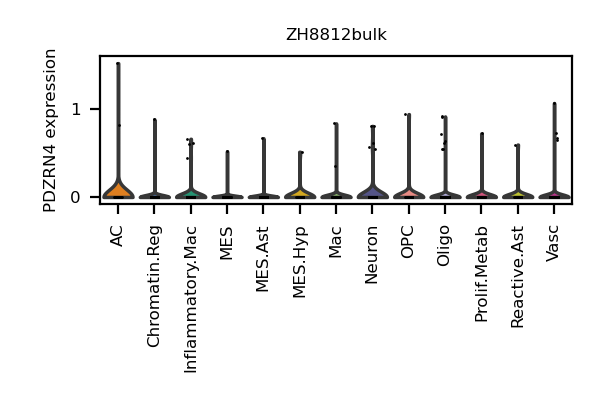 ZH8812bulk
PDZRN4 expression
1
0
AC
Chromatin.Reg
Inflammatory.Mac
MES
MES.Ast
MES.Hyp
Mac
Neuron
OPC
Oligo
Prolif.Metab
Reactive.Ast
Vasc